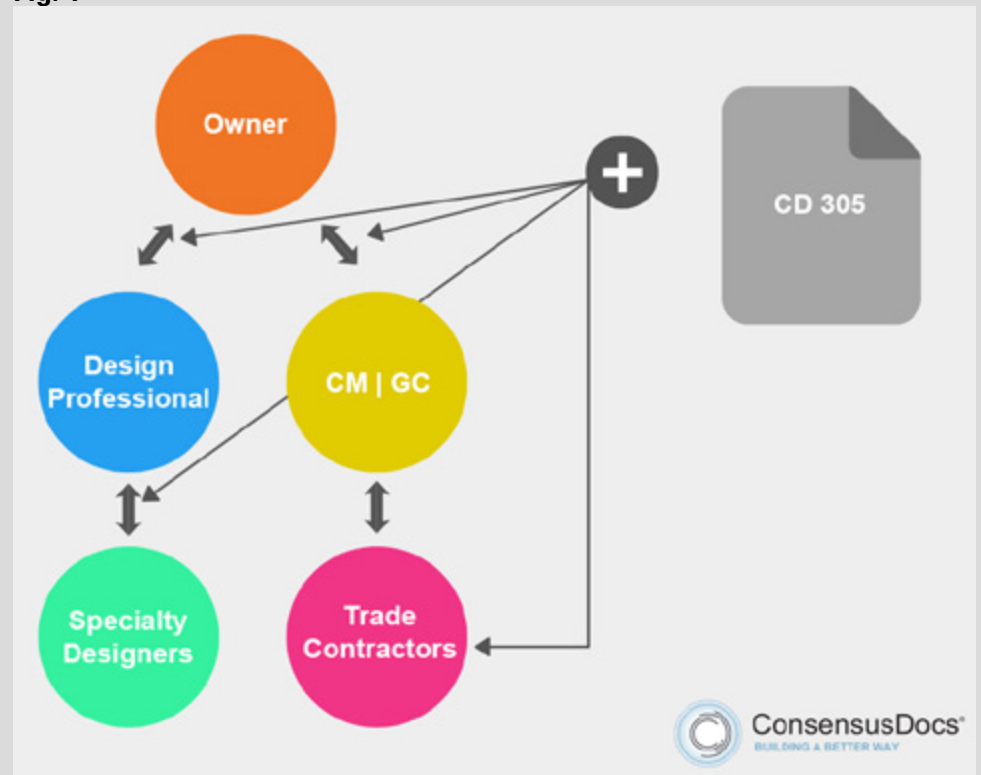 Owner
CD 305
Design
Professional
CM | GC
Specialty
Designers
Trade
Contractors
ConsensusDocs®
BUILDING A BETTER WAY